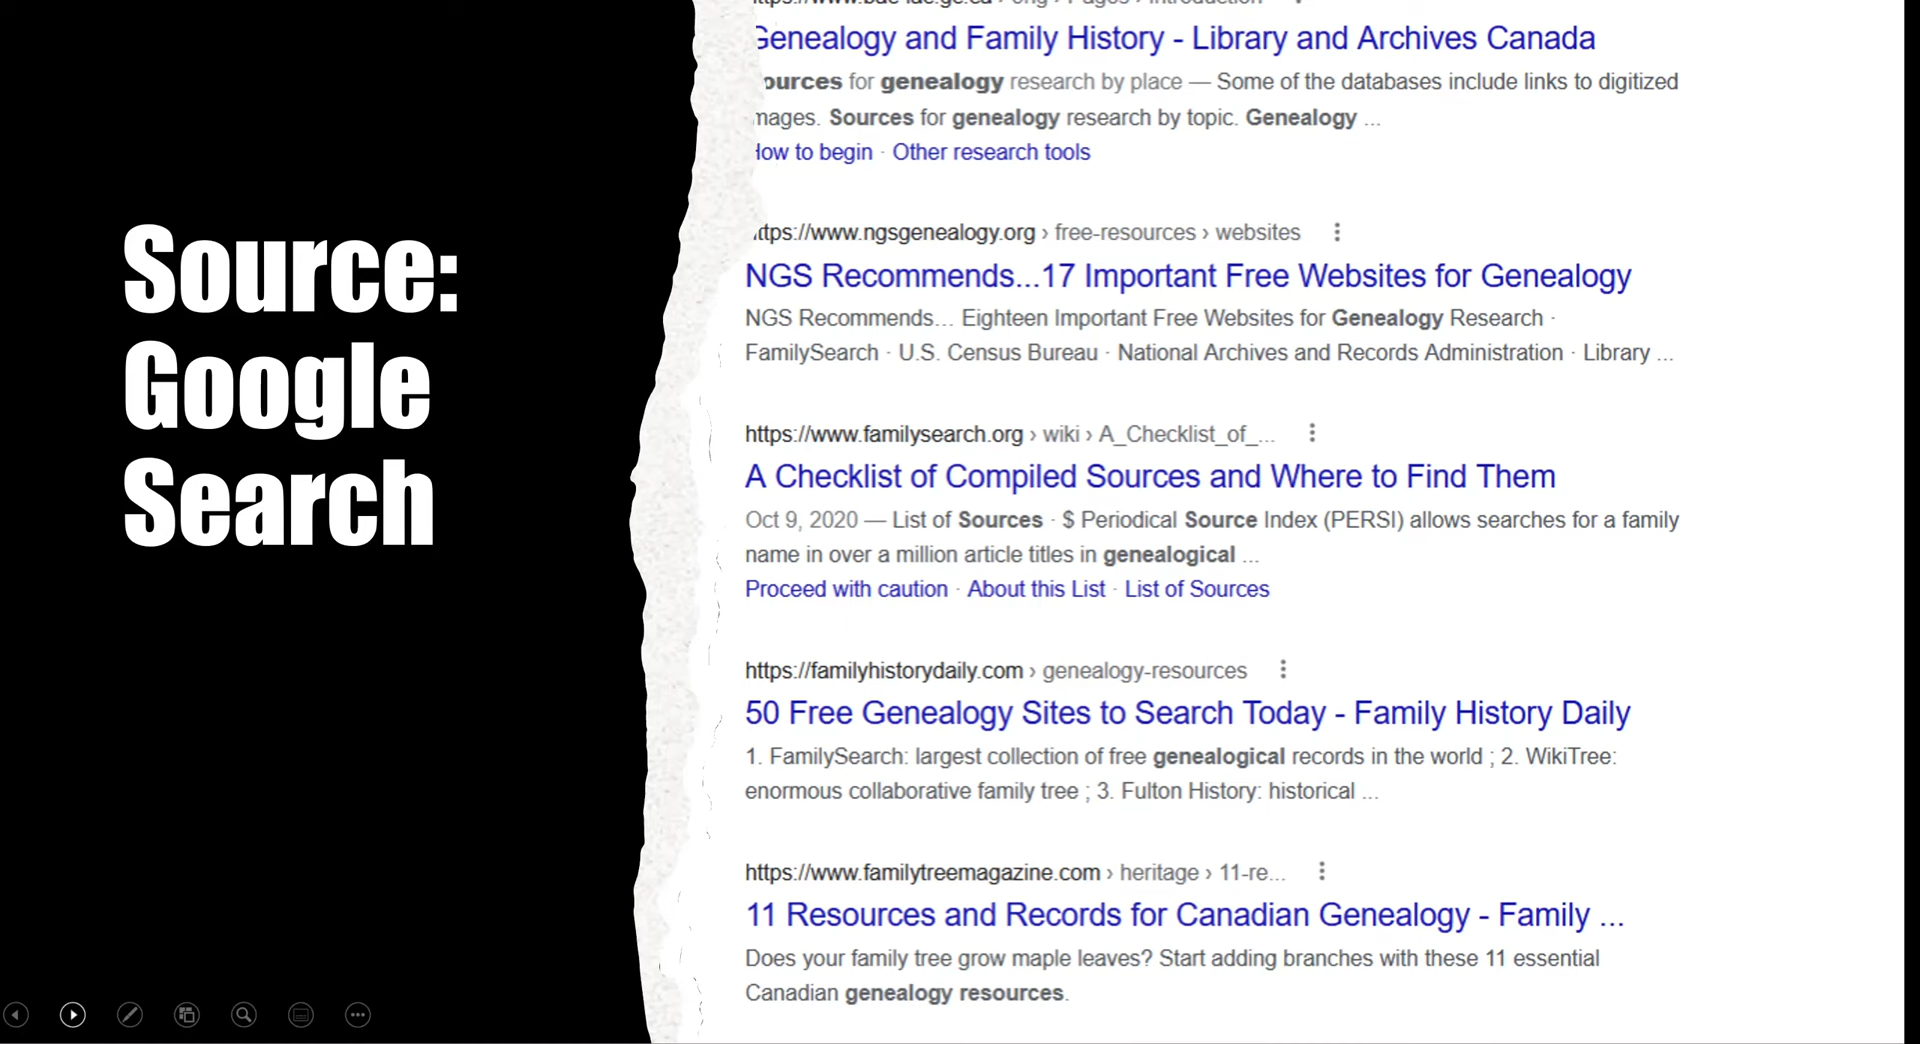 Source:
Google
Search
Genealogy and Family History - Library and Archives Canada
for genealogy research by place — Some of the databases include links to digitized
Sources for genealogy research by topic. Genealogy ...
to begin · Other research tools
https://www.ngsgenealogy.org › free-resources › websites
NGS Recommends...17 Important Free Websites for Genealogy
NGS Recommends... Eighteen Important Free Websites for Genealogy Research ·
FamilySearch · U.S. Census Bureau · National Archives and Records Administration · Library ...
https://www.familysearch.org › wiki › A_Checklist_of_...
A Checklist of Compiled Sources and Where to Find Them
Oct 9, 2020 — List of Sources · $ Periodical Source Index (PERSI) allows searches for a family
name in over a million article titles in genealogical ...
Proceed with caution · About this List · List of Sources
https://familyhistorydaily.com › genealogy-resources
50 Free Genealogy Sites to Search Today - Family History Daily
1. FamilySearch: largest collection of free genealogical records in the world ; 2. WikiTree:
enormous collaborative family tree ; 3. Fulton History: historical ...
https://www.familytreemagazine.com › heritage › 11-re...
11 Resources and Records for Canadian Genealogy - Family ...
Does your family tree grow maple leaves? Start adding branches with these 11 essential
Canadian genealogy resources.